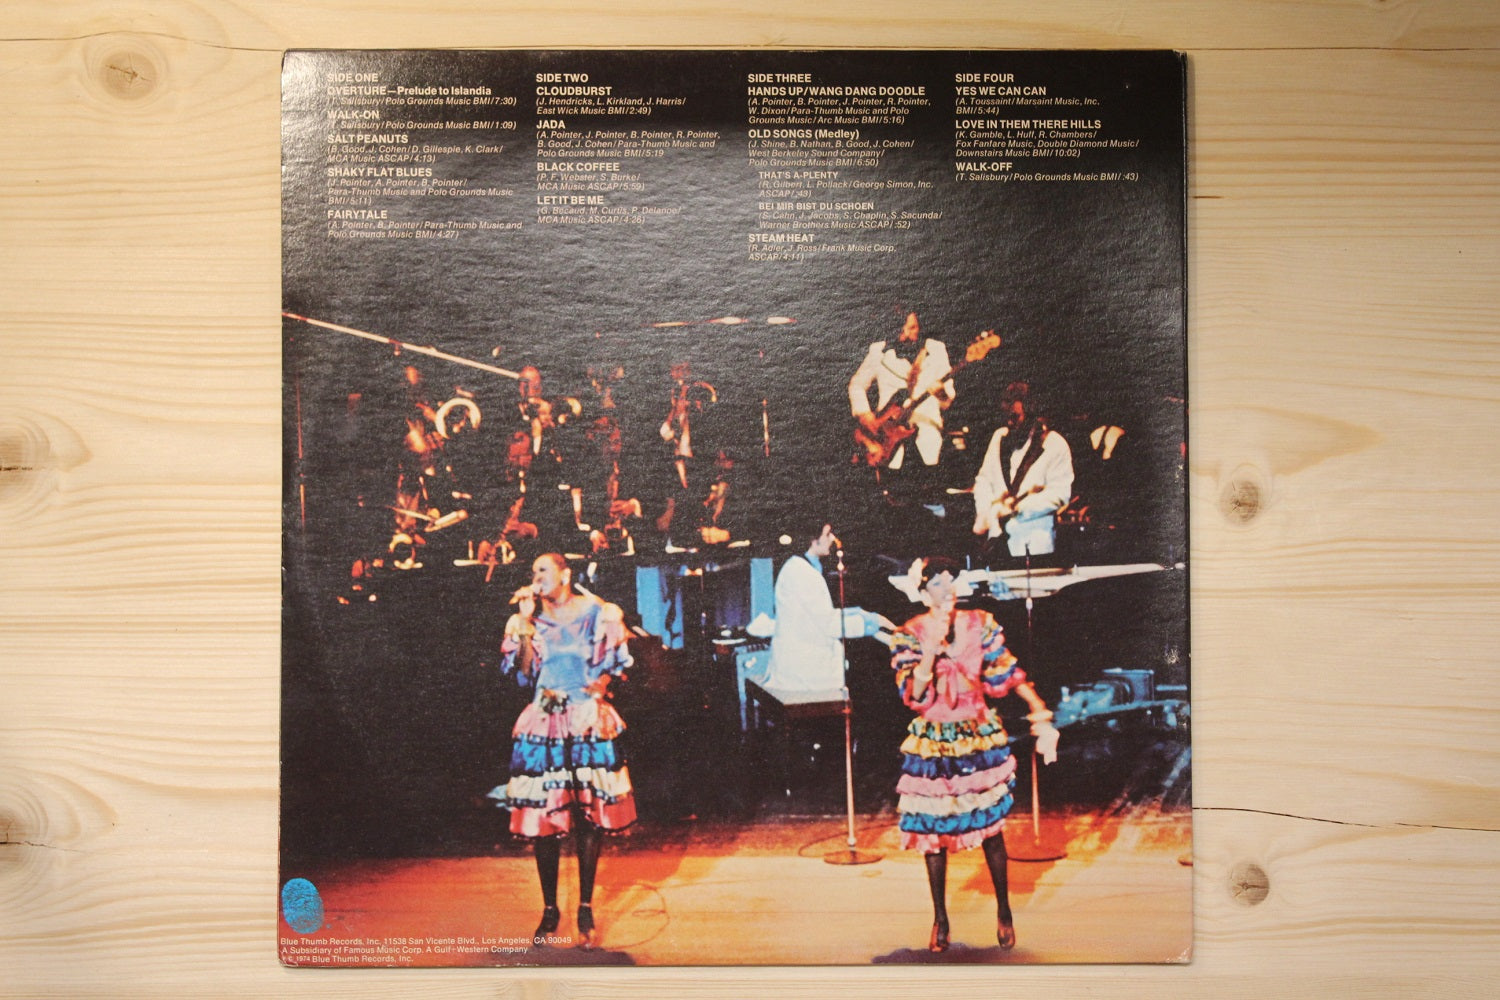 SIDE ONE
OVERTURE—Prelude to Islandia
(T. Salisbury/Polo Grounds Music BMI/7:30)
WALK-ON
(T. Salisbury/Polo Grounds Music BMI/1:09)
SALT PEANUTS
(B. Good, J. Cohen/D. Gillespie, K. Clark/
MCA Music ASCAP/4:13)
SHAKY FLAT BLUES
(J. Pointer, A. Pointer, B. Pointer/
Para-Thumb Music and Polo Grounds Music
BMI/5:11)
FAIRYTALE
(A. Pointer, B. Pointer/Para-Thumb Music and
Polo Grounds Music BMI/4:27)
SIDE TWO
CLOUDBURST
(J. Hendricks, L. Kirkland, J. Harris/
East Wick Music BMI/2:49)
JADA
(A. Pointer, J. Pointer, B. Pointer, R. Pointer,
B. Good, J. Cohen/Para-Thumb Music and
Polo Grounds Music BMI/5:19
BLACK COFFEE
(P. F. Webster, S. Burke/
MCA Music ASCAP/5:59)
LET IT BE ME
(G. Becaud, M. Curtis, P. Delanoe/
MCA Music ASCAP/4:26)
SIDE THREE
HANDS UP/WANG DANG DOODLE
(A. Pointer, B. Pointer, J. Pointer, R. Pointer,
W. Dixon/Para-Thumb Music and Polo
Grounds Music/Arc Music BMI/5:16)
OLD SONGS (Medley)
(J. Shine, B. Nathan, B. Good, J. Cohen/
West Berkeley Sound Company/
Polo Grounds Music BMI/6:50)
THAT'S A-PLENTY
(R. Gilbert, L. Pollack/George Simon, Inc.
ASCAP/:43)
BEI MIR BIST DU SCHOEN
(S. Cahn, J. Jacobs, S. Chaplin, S. Sacunda/
Warner Brothers Music ASCAP/:52)
STEAM HEAT
(R. Adler, J. Ross/Frank Music Corp.
ASCAP/4:11)
SIDE FOUR
YES WE CAN CAN
(A. Toussaint/Marsaint Music, Inc.
BMI/5:44)
LOVE IN THEM THERE HILLS
(K. Gamble, L. Huff, R. Chambers/
Fox Fanfare Music, Double Diamond Music/
Downstairs Music BMI/10:02)
WALK-OFF
(T. Salisbury/Polo Grounds Music BMI/:43)
Blue Thumb Records, Inc. 11538 San Vicente Blvd., Los Angeles, CA 90049
A Subsidiary of Famous Music Corp. A Gulf+Western Company
℗ © 1974 Blue Thumb Records, Inc.